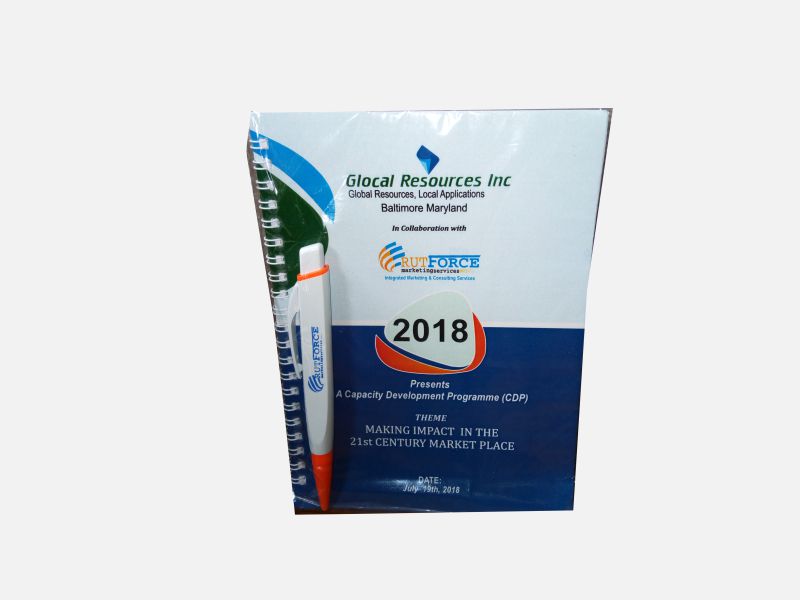 Glocal Resources Inc
Global Resources, Local Applications
Baltimore Maryland
In Collaboration with
RUTFORCE
marketingservices
Integrated Marketing & Consulting Services
2018
Presents
A Capacity Development Programme (CDP)
THEME
MAKING IMPACT IN THE
21st CENTURY MARKET PLACE
DATE:
July 19th, 2018
RUTFORCE